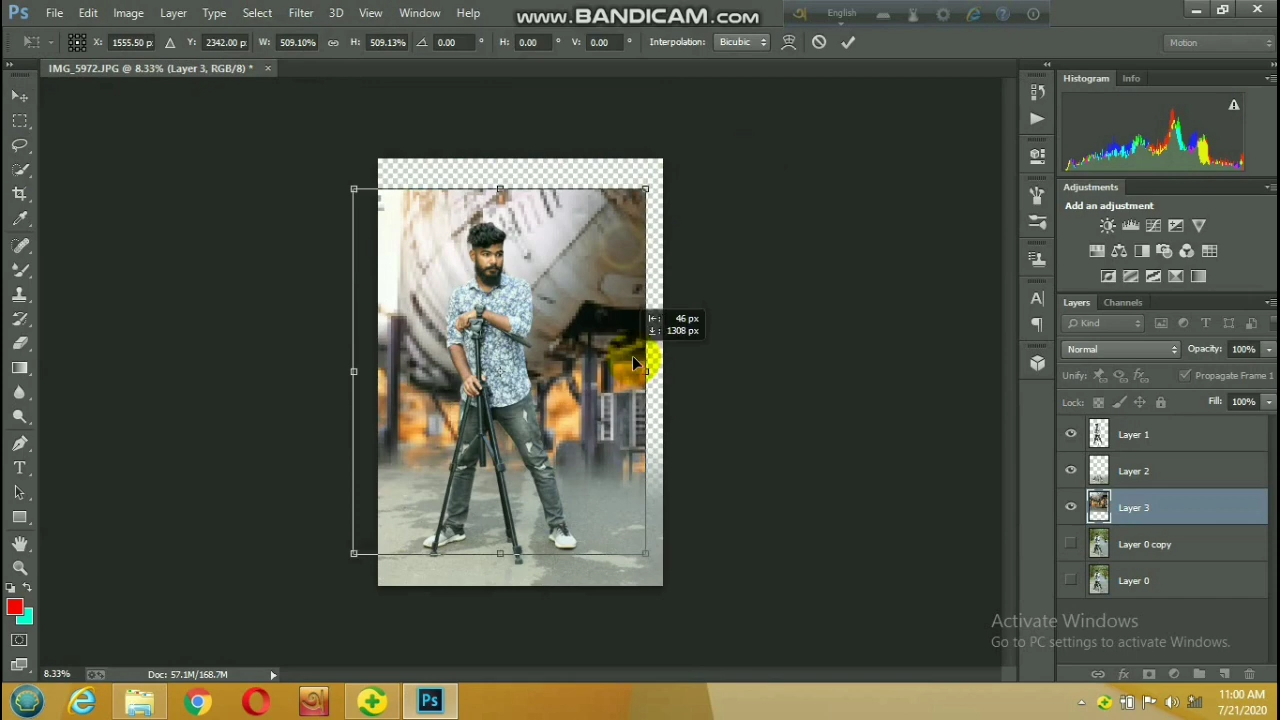 Ps File Edit Image Layer Type Select Filter 3D View Window Help
www.BANDICAM.com
English
X: 1555.50 p: Y: 2342.00 p: W: 509.10% H: 509.13% 0.00 ° H: 0.00 ° V: 0.00 ° Interpolation: Bicubic Motion
IMG_5972.JPG @ 8.33% (Layer 3, RGB/8) * ×
Histogram Info
Adjustments
Add an adjustment
Layers Channels
Kind
Normal Opacity: 100%
Unify: Propagate Frame 1
Lock: Fill: 100%
Layer 1
Layer 2
Layer 3
Layer 0 copy
Layer 0
46 px
1308 px
Activate Windows
Go to PC settings to activate Windows.
8.33% Doc: 57.1M/168.7M
Ps
11:00 AM
7/21/2020